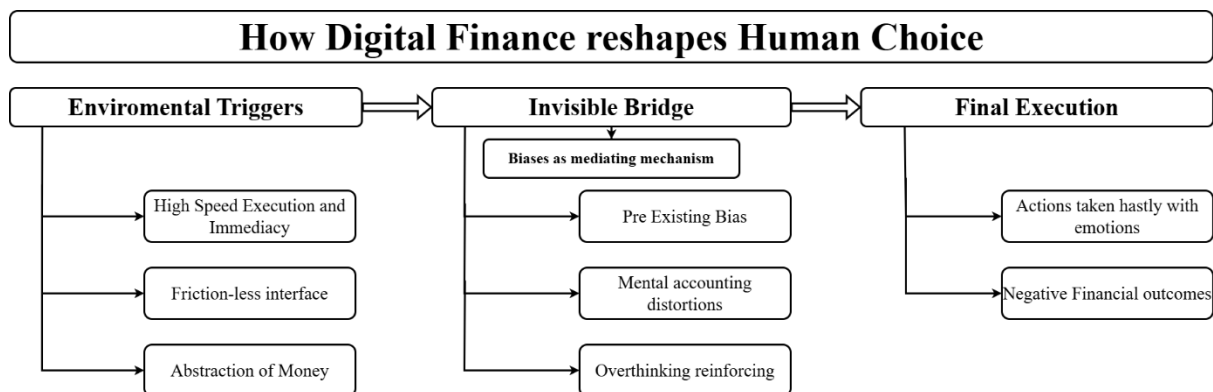 How Digital Finance reshapes Human Choice
Enviromental Triggers
Invisible Bridge
Final Execution
Biases as mediating mechanism
High Speed Execution and
Immediacy
Pre Existing Bias
Actions taken hastly with
emotions
Friction-less interface
Mental accounting
distortions
Negative Financial outcomes
Abstraction of Money
Overthinking reinforcing